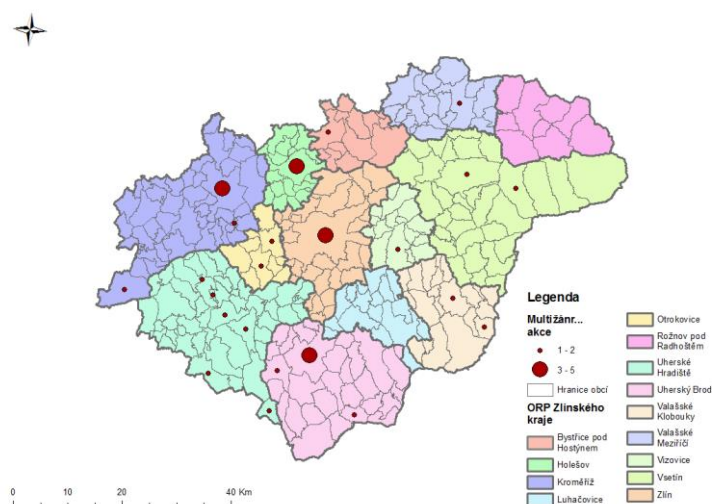 Legenda
Multižánr...
akce
1 - 2
3 - 5
Hranice obcí
ORP Zlínského
kraje
Bystřice pod
Hostýnem
Holešov
Kroměříž
Luhačovice
Otrokovice
Rožnov pod
Radhoštěm
Uherské
Hradiště
Uherský Brod
Valašské
Klobouky
Valašské
Meziříčí
Vizovice
Vsetín
Zlín
0 10 20 40 Km